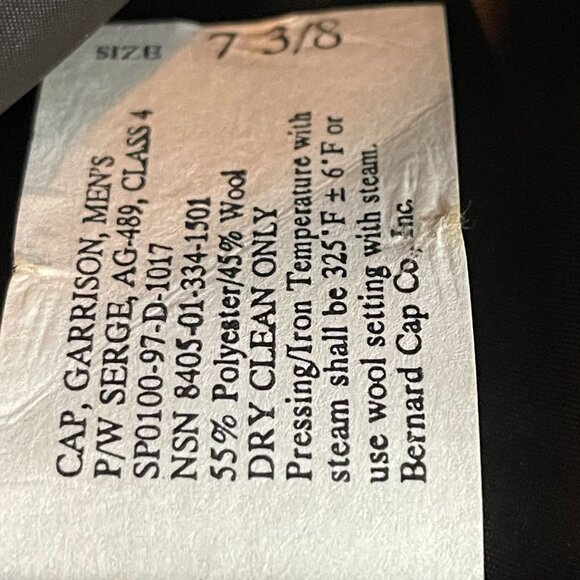 SIZE 7 3/8
CAP, GARRISON, MEN'S
P/W SERGE, AG-489, CLASS 4
SP0100-97-D-1017
NSN 8405-01-334-1501
55% Polyester/45% Wool
DRY CLEAN ONLY
Pressing/Iron Temperature with
steam shall be 325°F ± 6°F or
use wool setting with steam.
Bernard Cap Co., Inc.